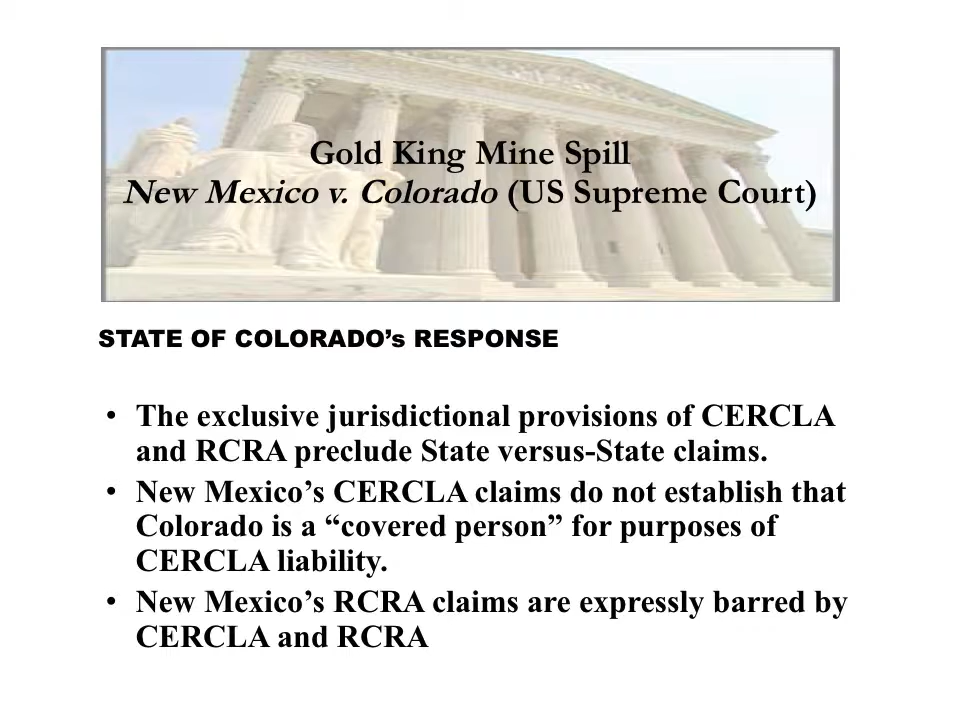 Gold King Mine Spill
New Mexico v. Colorado (US Supreme Court)
STATE OF COLORADO’s RESPONSE
• The exclusive jurisdictional provisions of CERCLA
and RCRA preclude State versus-State claims.
• New Mexico’s CERCLA claims do not establish that
Colorado is a “covered person” for purposes of
CERCLA liability.
• New Mexico’s RCRA claims are expressly barred by
CERCLA and RCRA